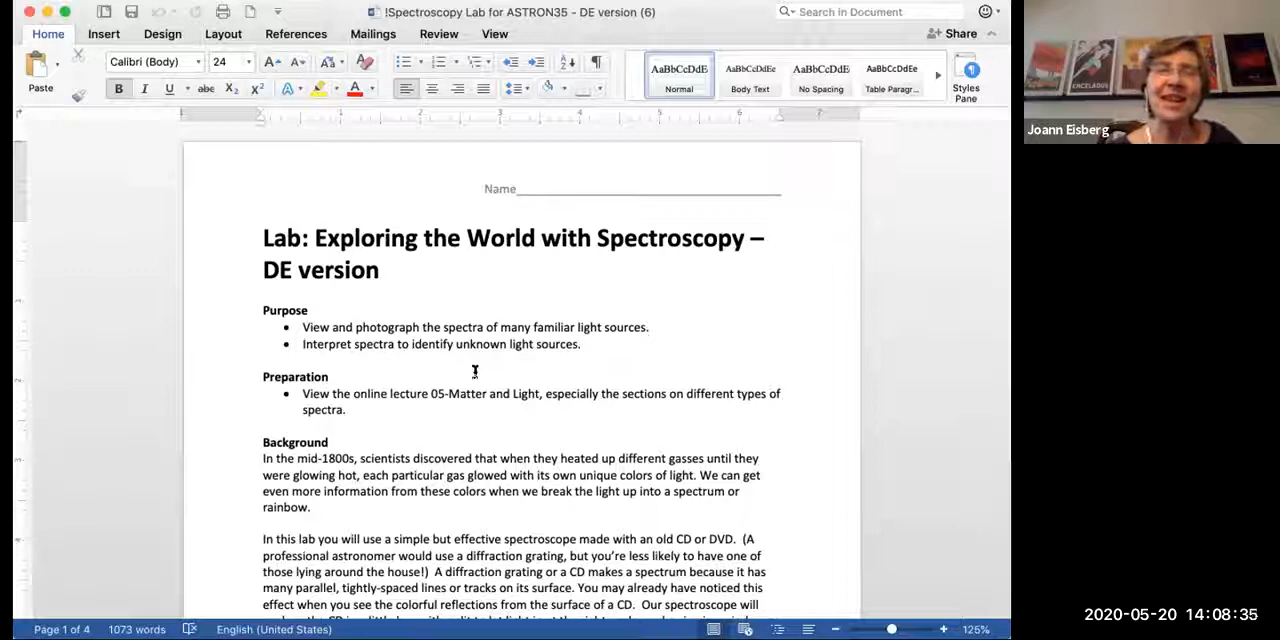 !Spectroscopy Lab for ASTRON35 - DE version (6)
Search in Document
Home Insert Design Layout References Mailings Review View
Share
Paste
Calibri (Body) 24
AaBbCcDdE AaBbCcDdEe AaBbCcDdE AaBbCcDdEe
Normal Body Text No Spacing Table Paragr...
Styles Pane
Name
Lab: Exploring the World with Spectroscopy –
DE version
Purpose
• View and photograph the spectra of many familiar light sources.
• Interpret spectra to identify unknown light sources.
Preparation
• View the online lecture 05-Matter and Light, especially the sections on different types of
spectra.
Background
In the mid-1800s, scientists discovered that when they heated up different gasses until they
were glowing hot, each particular gas glowed with its own unique colors of light. We can get
even more information from these colors when we break the light up into a spectrum or
rainbow.
In this lab you will use a simple but effective spectroscope made with an old CD or DVD. (A
professional astronomer would use a diffraction grating, but you're less likely to have one of
those lying around the house!) A diffraction grating or a CD makes a spectrum because it has
many parallel, tightly-spaced lines or tracks on its surface. You may already have noticed this
effect when you see the colorful reflections from the surface of a CD. Our spectroscope will
Page 1 of 4 1073 words English (United States) 125%
ENCELADUS
Joann Eisberg
2020-05-20 14:08:35